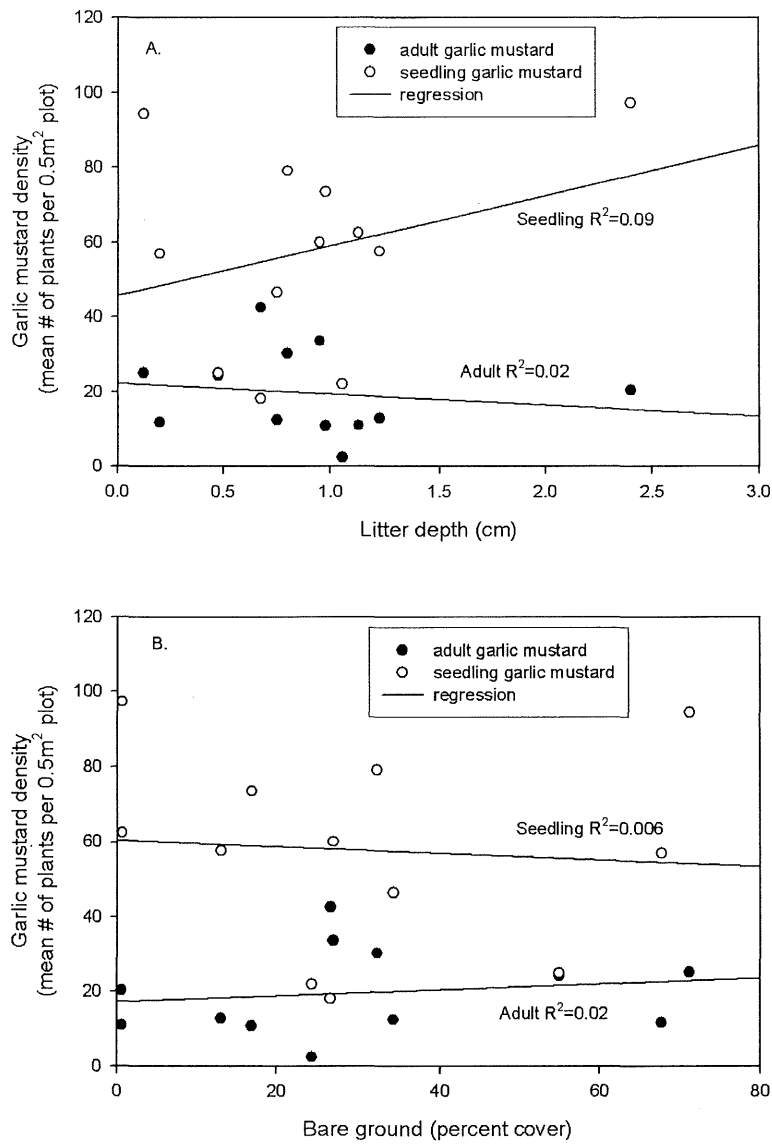 A.
adult garlic mustard
seedling garlic mustard
regression
Garlic mustard density
(mean # of plants per 0.5m² plot)
120
100
80
60
40
20
0
Seedling R²=0.09
Adult R²=0.02
0.0
0.5
1.0
1.5
2.0
2.5
3.0
Litter depth (cm)
B.
adult garlic mustard
seedling garlic mustard
regression
Garlic mustard density
(mean # of plants per 0.5m² plot)
120
100
80
60
40
20
0
Seedling R²=0.006
Adult R²=0.02
0
20
40
60
80
Bare ground (percent cover)